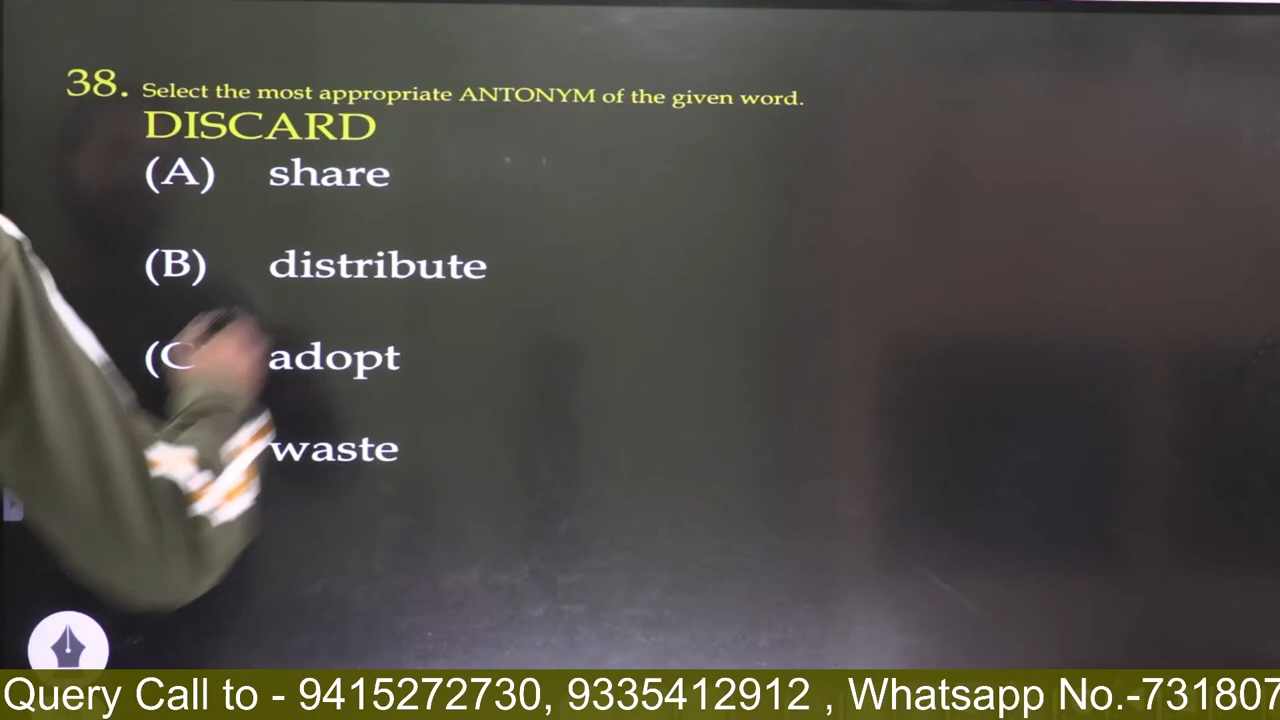 38. Select the most appropriate ANTONYM of the given word.
DISCARD
(A) share
(B) distribute
(C adopt
waste
Query Call to - 9415272730, 9335412912 , Whatsapp No.-731807